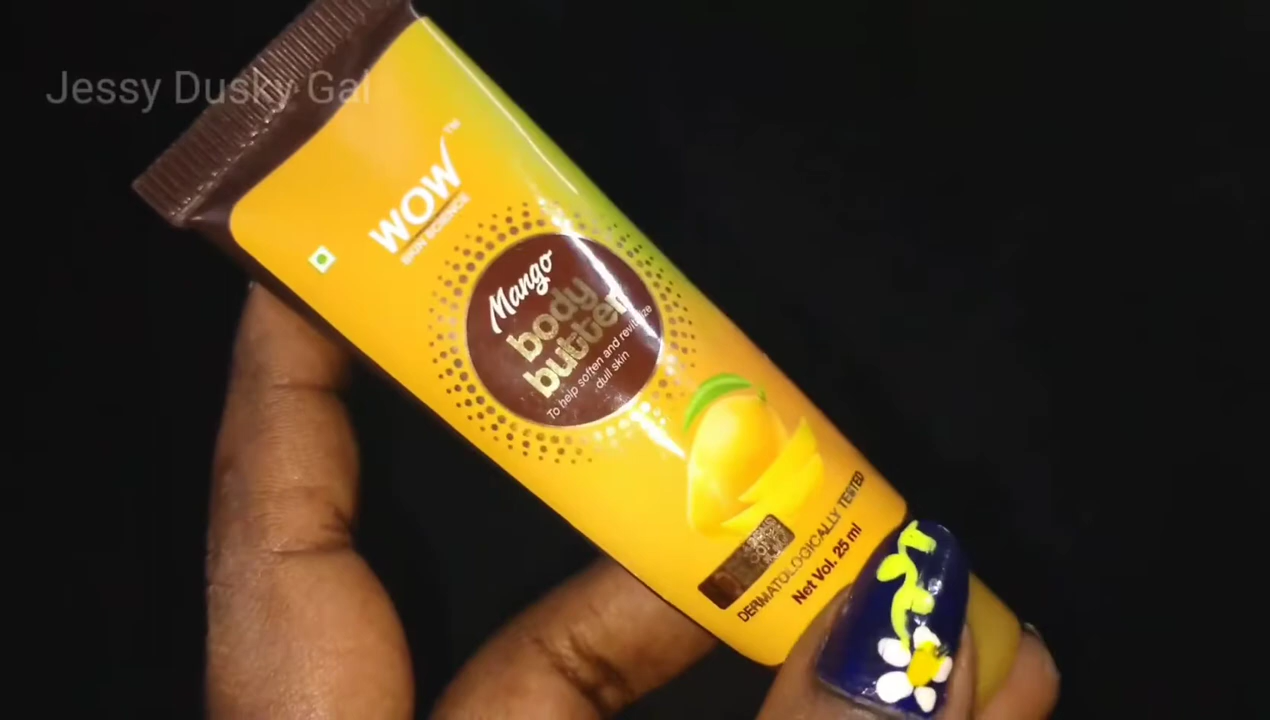 Jessy Dusky Gal
WOW™
SKIN SCIENCE
Mango
body
butter
To help soften and revitalize
dull skin
DERMATOLOGICALLY TESTED
Net Vol. 25 ml